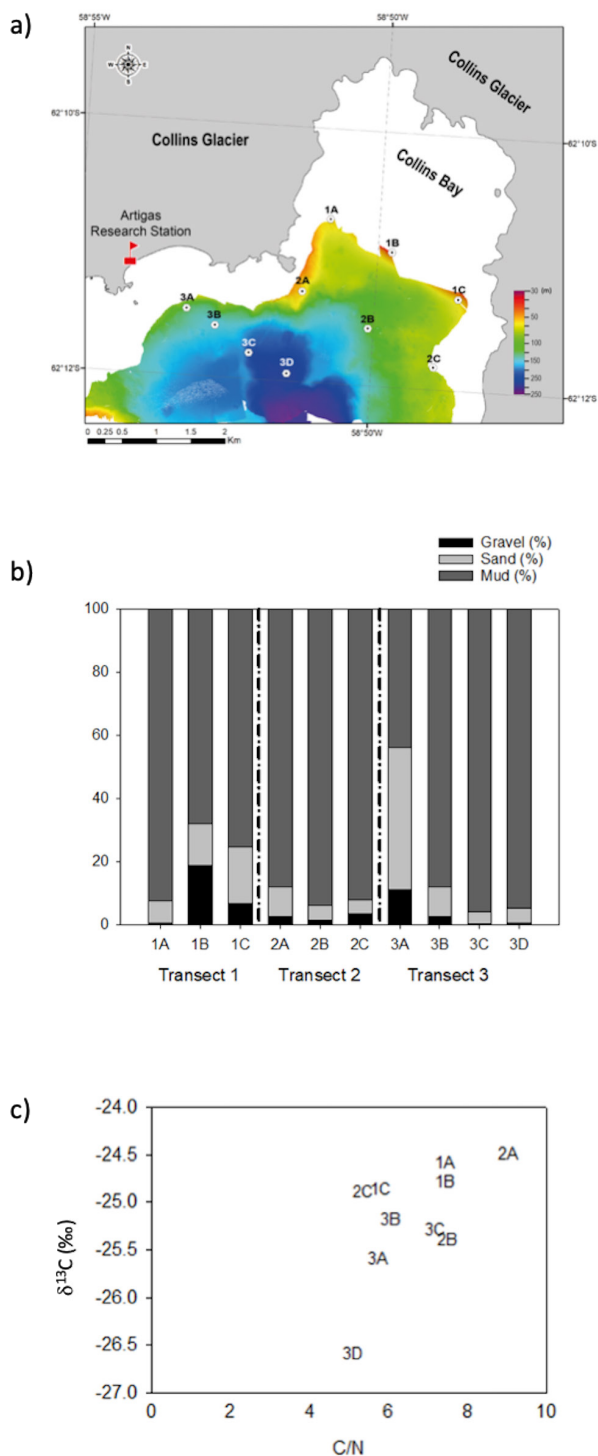 a)
58°55'W
58°50'W
N
W
E
S
62°10'S
62°10'S
Collins Glacier
Collins Glacier
Collins Bay
Artigas
Research Station
1A
1B
2A
1C
3A
3B
2B
3C
2C
3D
30 (m)
50
100
150
200
250
62°12'S
62°12'S
0 0.25 0.5 1 1.5 2
Km
58°50'W
b)
Gravel (%)
Sand (%)
Mud (%)
100
80
60
40
20
0
1A 1B 1C 2A 2B 2C 3A 3B 3C 3D
Transect 1 Transect 2 Transect 3
c)
-24.0
-24.5
-25.0
-25.5
-26.0
-26.5
-27.0
δ¹³C (‰)
2A
1A
1B
2C 1C
3B
3C
2B
3A
3D
0 2 4 6 8 10
C/N